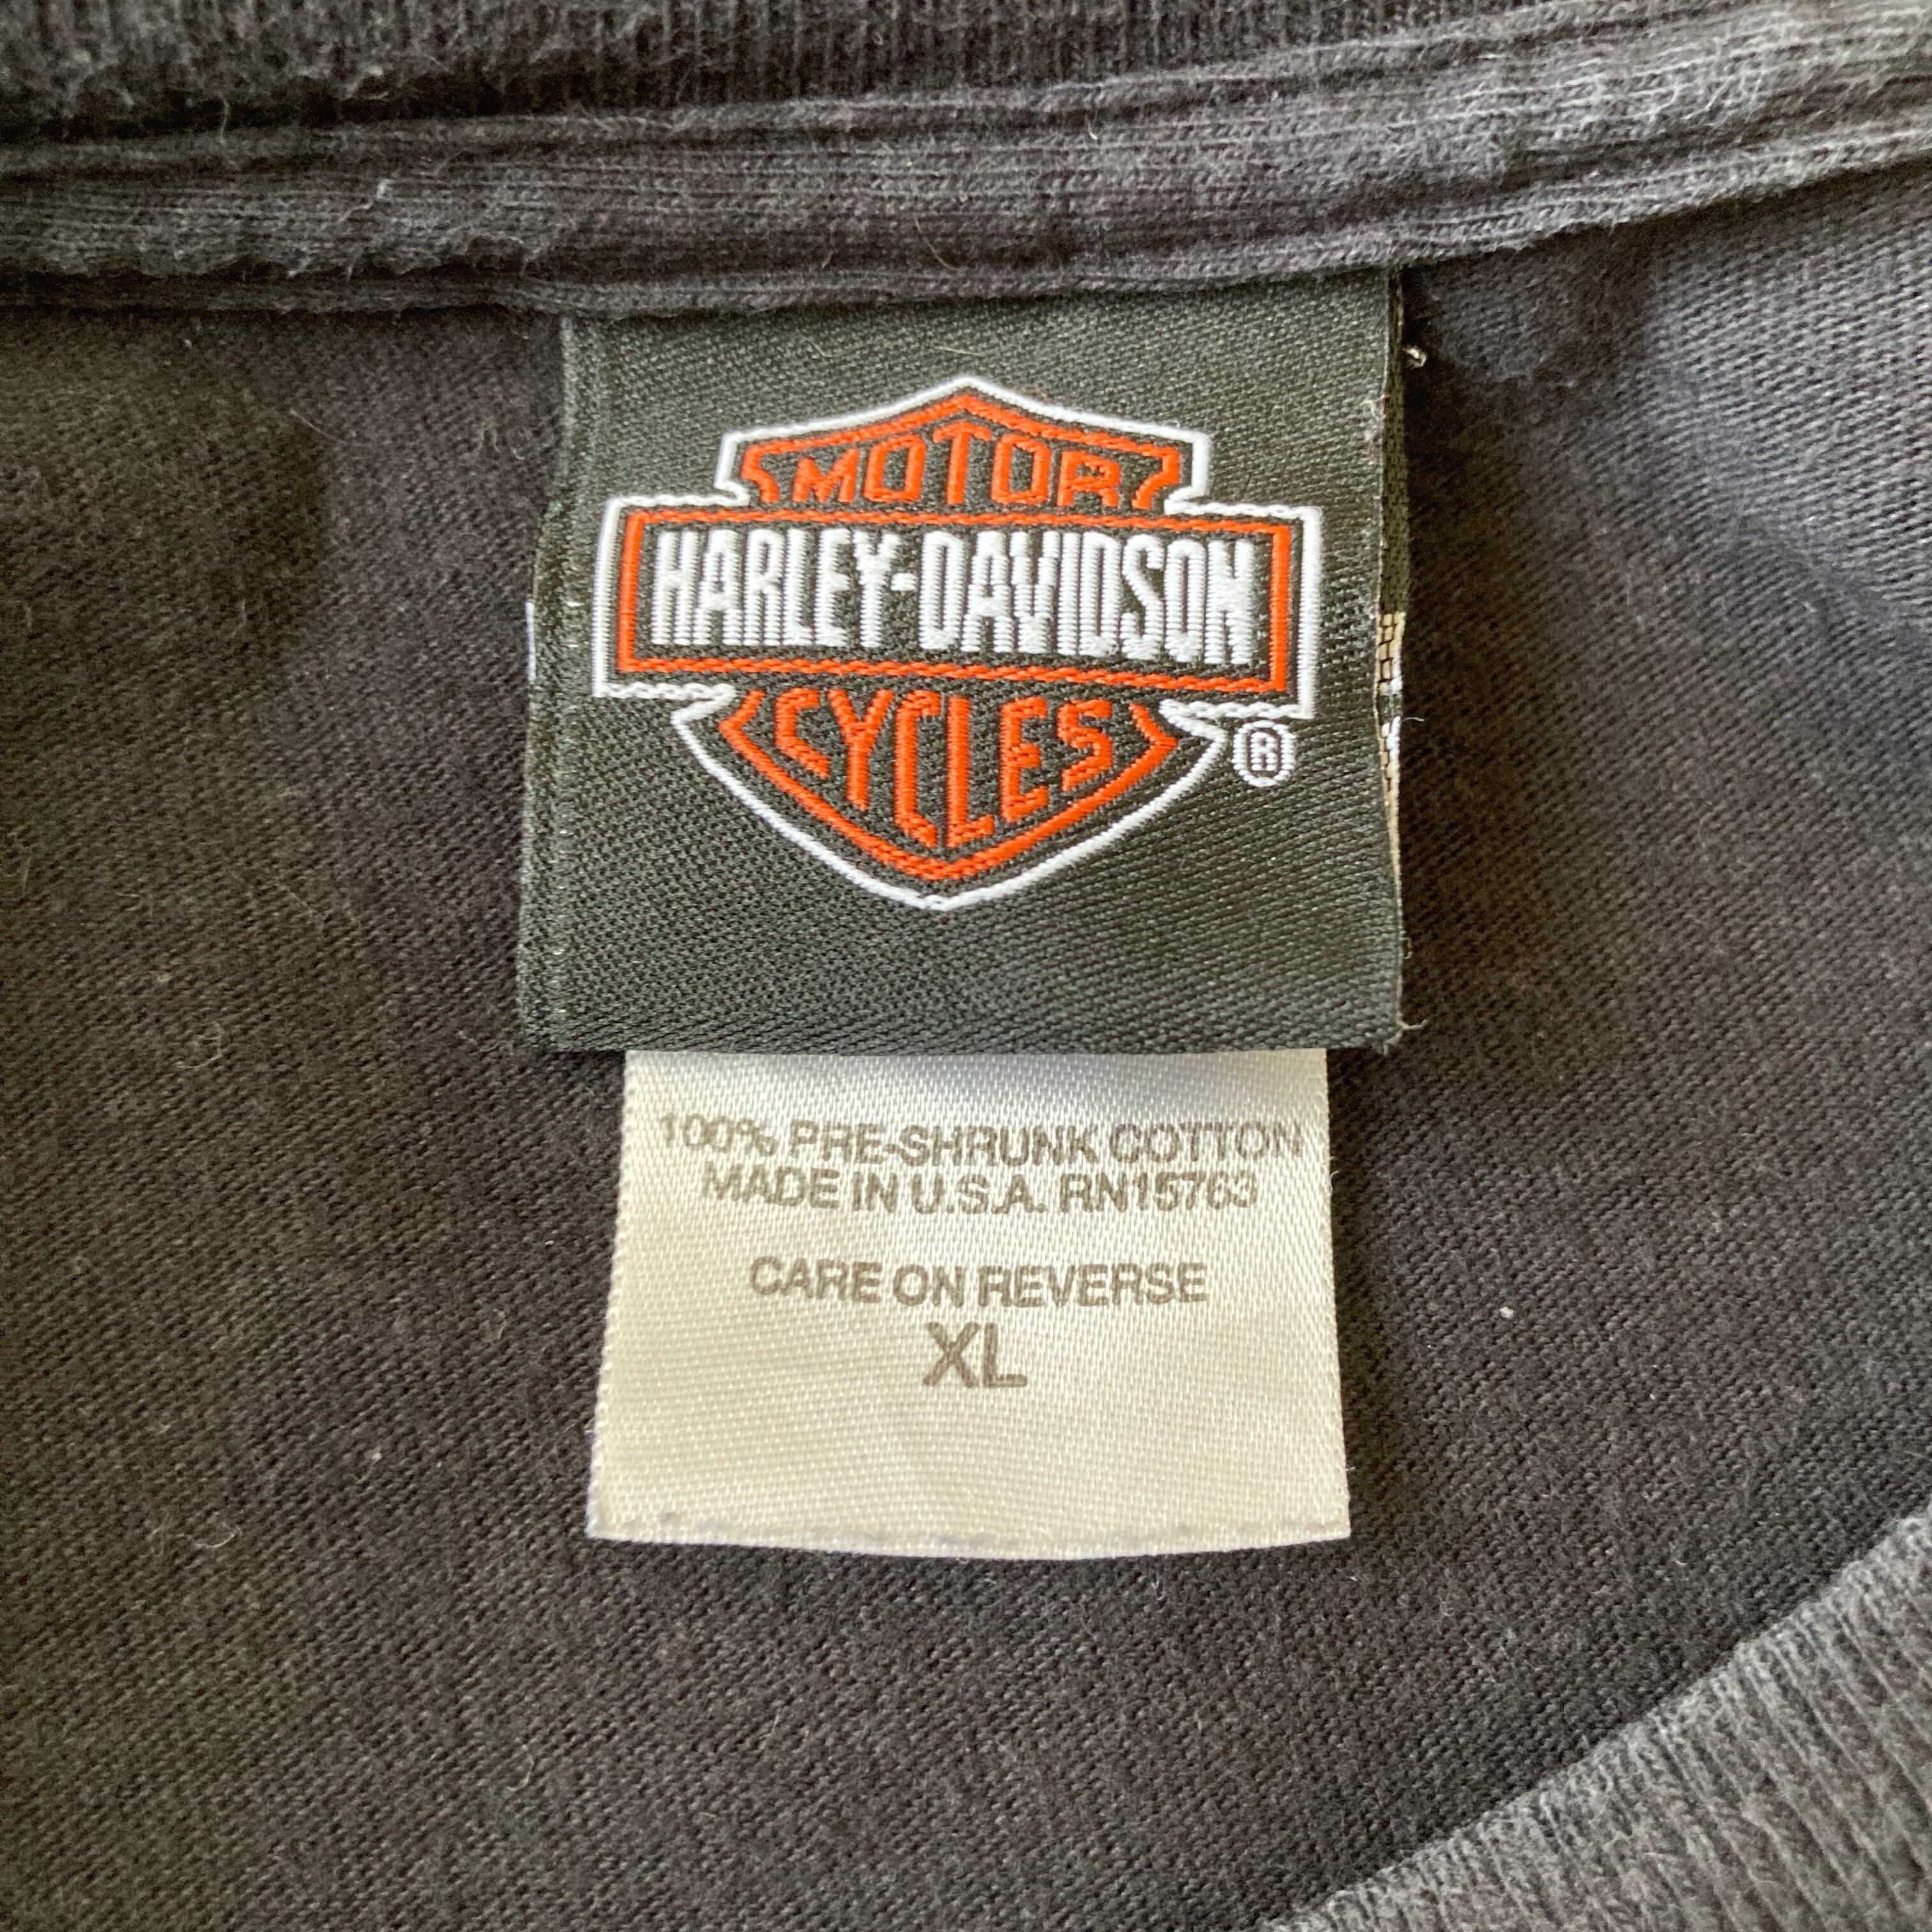 MOTOR
HARLEY-DAVIDSON
CYCLES
®
100% PRE-SHRUNK COTTON
MADE IN U.S.A. RN15763
CARE ON REVERSE
XL